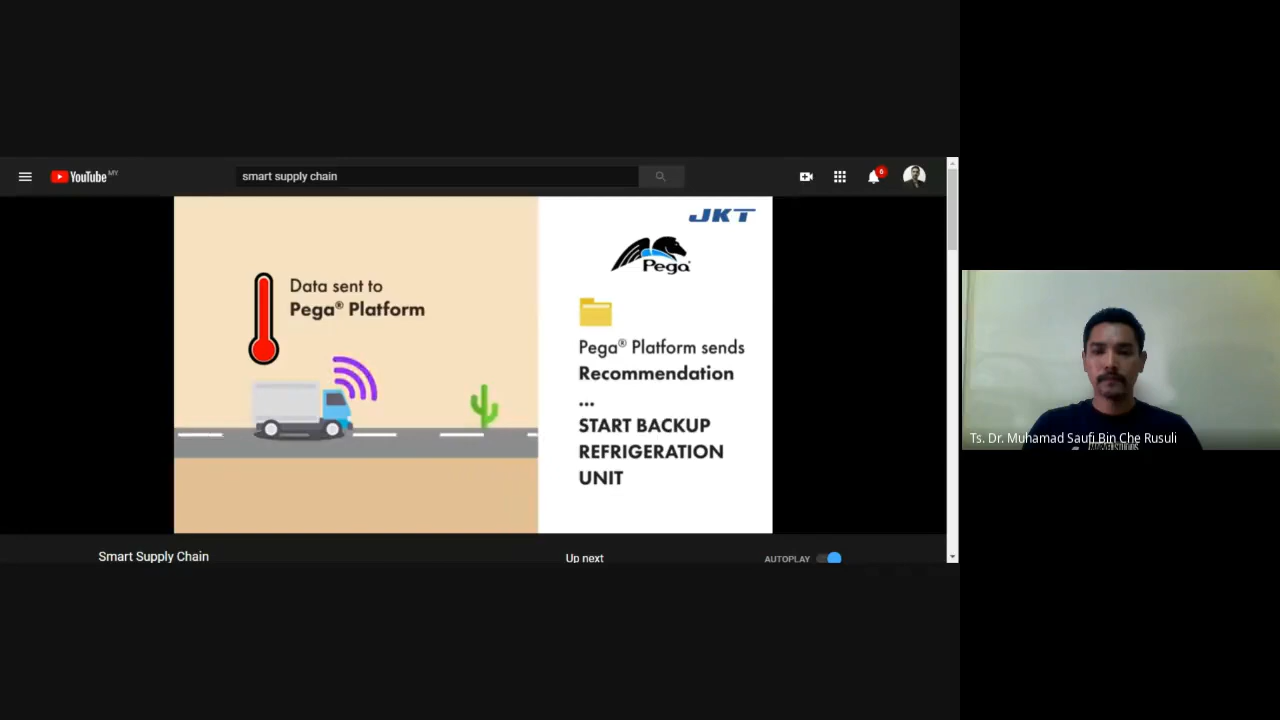 YouTube MY
smart supply chain
6
JKT
Pega
Data sent to
Pega® Platform
Pega® Platform sends
Recommendation
...
START BACKUP
REFRIGERATION
UNIT
Ts. Dr. Muhamad Saufi Bin Che Rusuli
Smart Supply Chain
Up next
AUTOPLAY